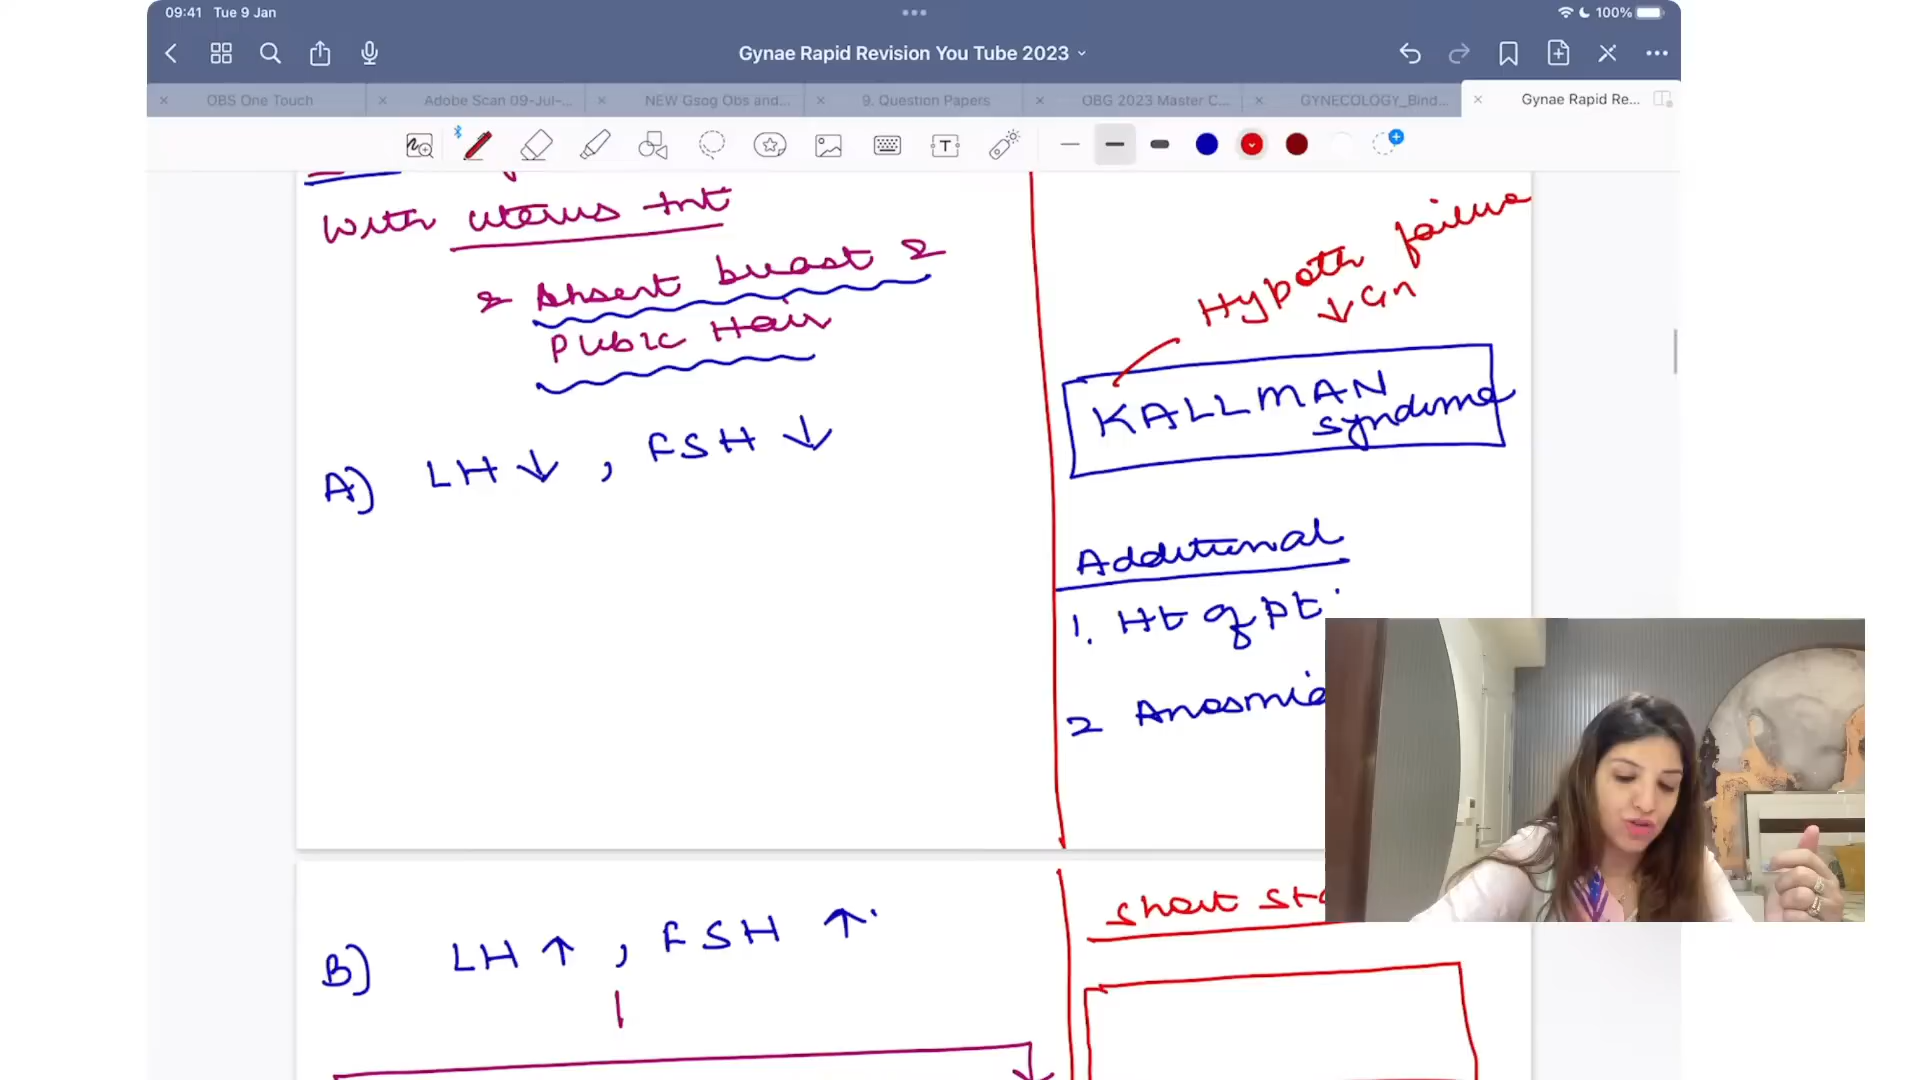 09:41 Tue 9 Jan
100%
Gynae Rapid Revision You Tube 2023
OBS One Touch
Adobe Scan 09-Jul-...
NEW Gsog Obs and...
9. Question Papers
OBG 2023 Master C...
GYNECOLOGY_Bind...
Gynae Rapid Re...
T
With uterus +nt
& Absent breast &
Pubic Hair
A) LH ↓ , FSH ↓
Hypoth failure
↓ Gn
KALLMAN
syndrome
Additional
1. Ht of pt.
2 Anosmia
B) LH ↑ , FSH ↑
Short